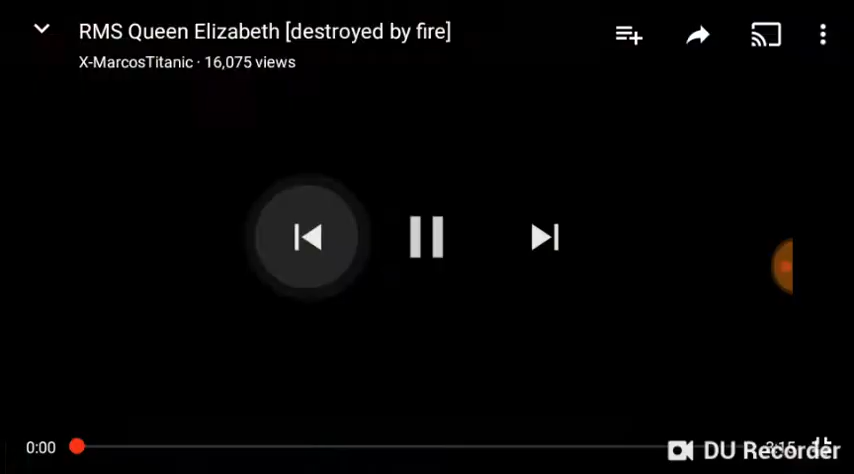 RMS Queen Elizabeth [destroyed by fire]
X-MarcosTitanic · 16,075 views
0:00
DU Recorder